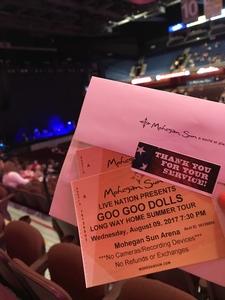 10
Mohegan Sun
THANK YOU
FOR YOUR
SERVICE!
Mohegan Sun
LIVE NATION PRESENTS
GOO GOO DOLLS
LONG WAY HOME SUMMER TOUR
Wednesday, August 09, 2017 7:30 PM
Mohegan Sun Arena
**No Cameras/Recording Devices***
No Refunds or Exchanges